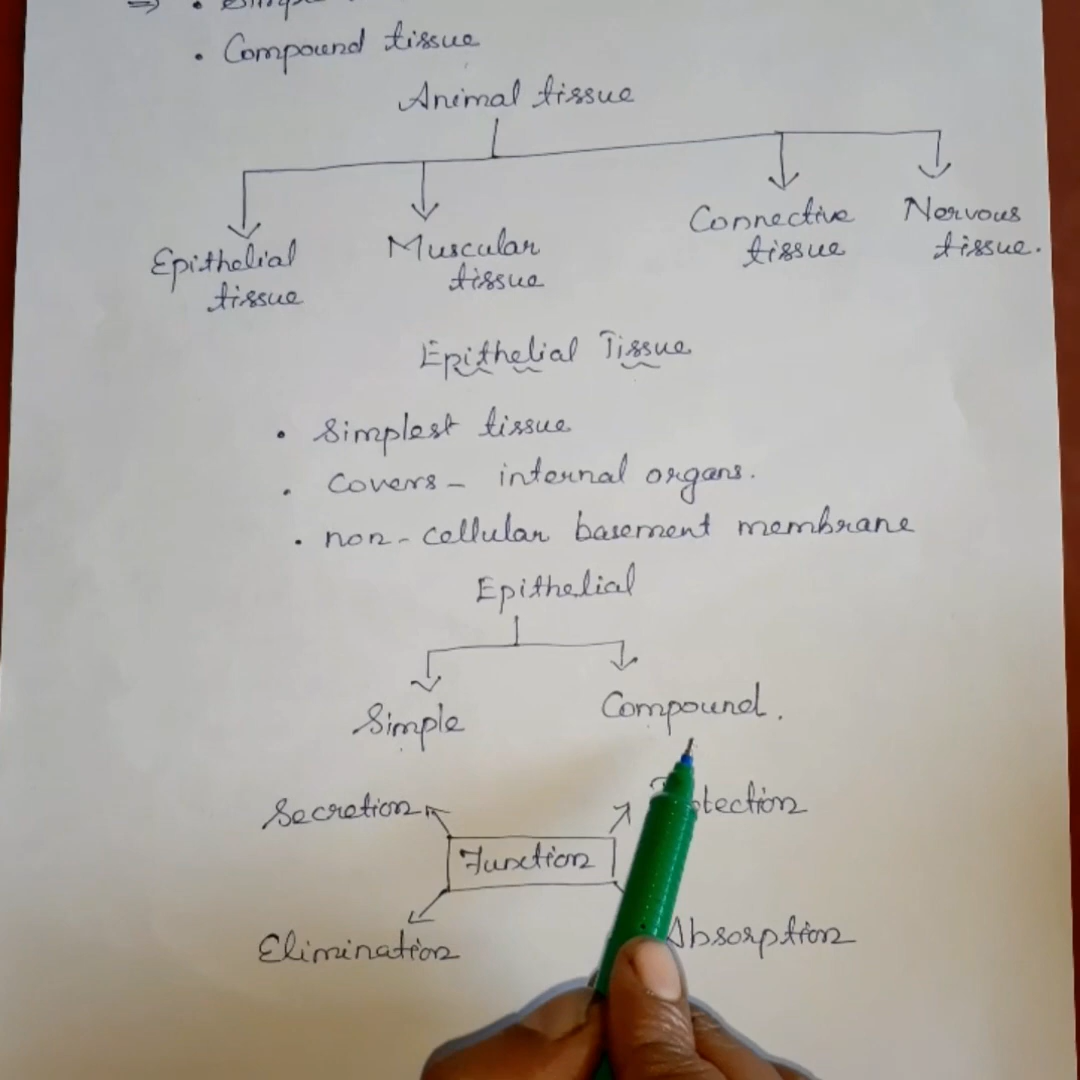 • Compound tissue
Animal tissue
Epithelial tissue
Muscular tissue
Connective tissue
Nervous tissue.
Epithelial Tissue
• Simplest tissue
• Covers - internal organs.
• non-cellular basement membrane
Epithelial
Simple
Compound.
Secretion
Function
Elimination
Absorption